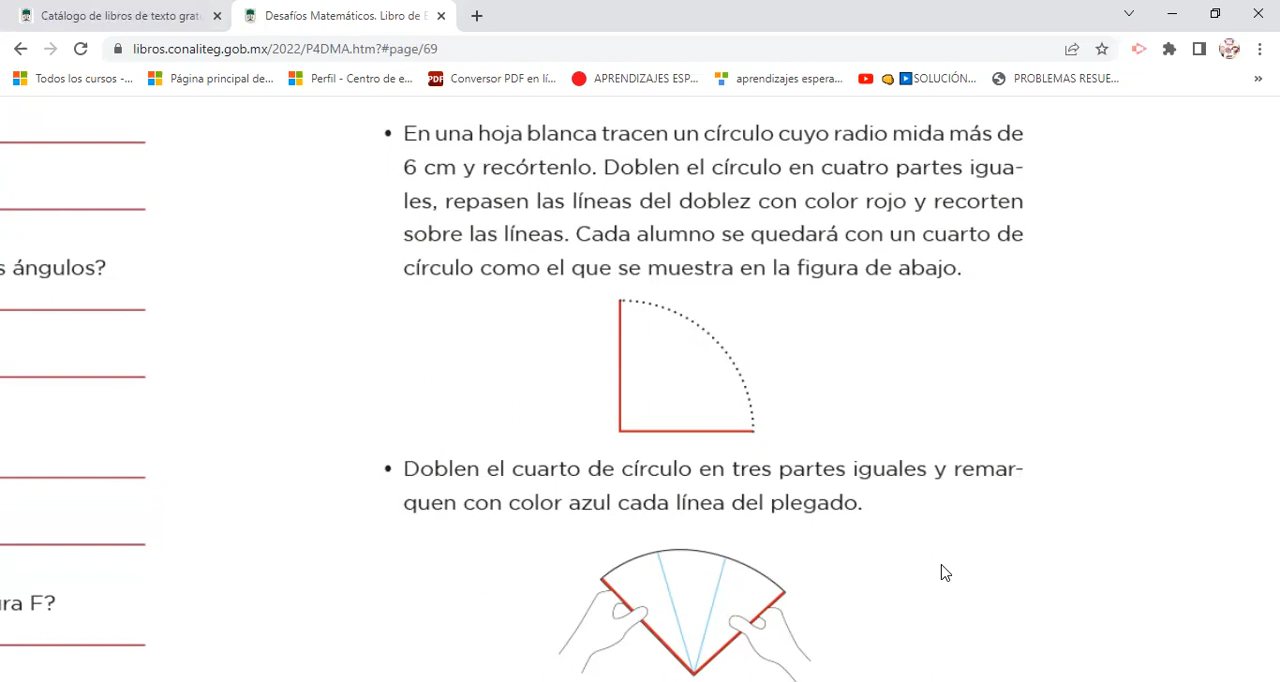 Catálogo de libros de texto grat
Desafíos Matemáticos. Libro de E
libros.conaliteg.gob.mx/2022/P4DMA.htm?#page/69
Todos los cursos -...
Página principal de...
Perfil - Centro de e...
PDF
Conversor PDF en lí...
APRENDIZAJES ESP...
aprendizajes espera...
SOLUCIÓN...
PROBLEMAS RESUE...
»
s ángulos?
ra F?
• En una hoja blanca tracen un círculo cuyo radio mida más de
6 cm y recórtenlo. Doblen el círculo en cuatro partes igua-
les, repasen las líneas del doblez con color rojo y recorten
sobre las líneas. Cada alumno se quedará con un cuarto de
círculo como el que se muestra en la figura de abajo.
• Doblen el cuarto de círculo en tres partes iguales y remar-
quen con color azul cada línea del plegado.